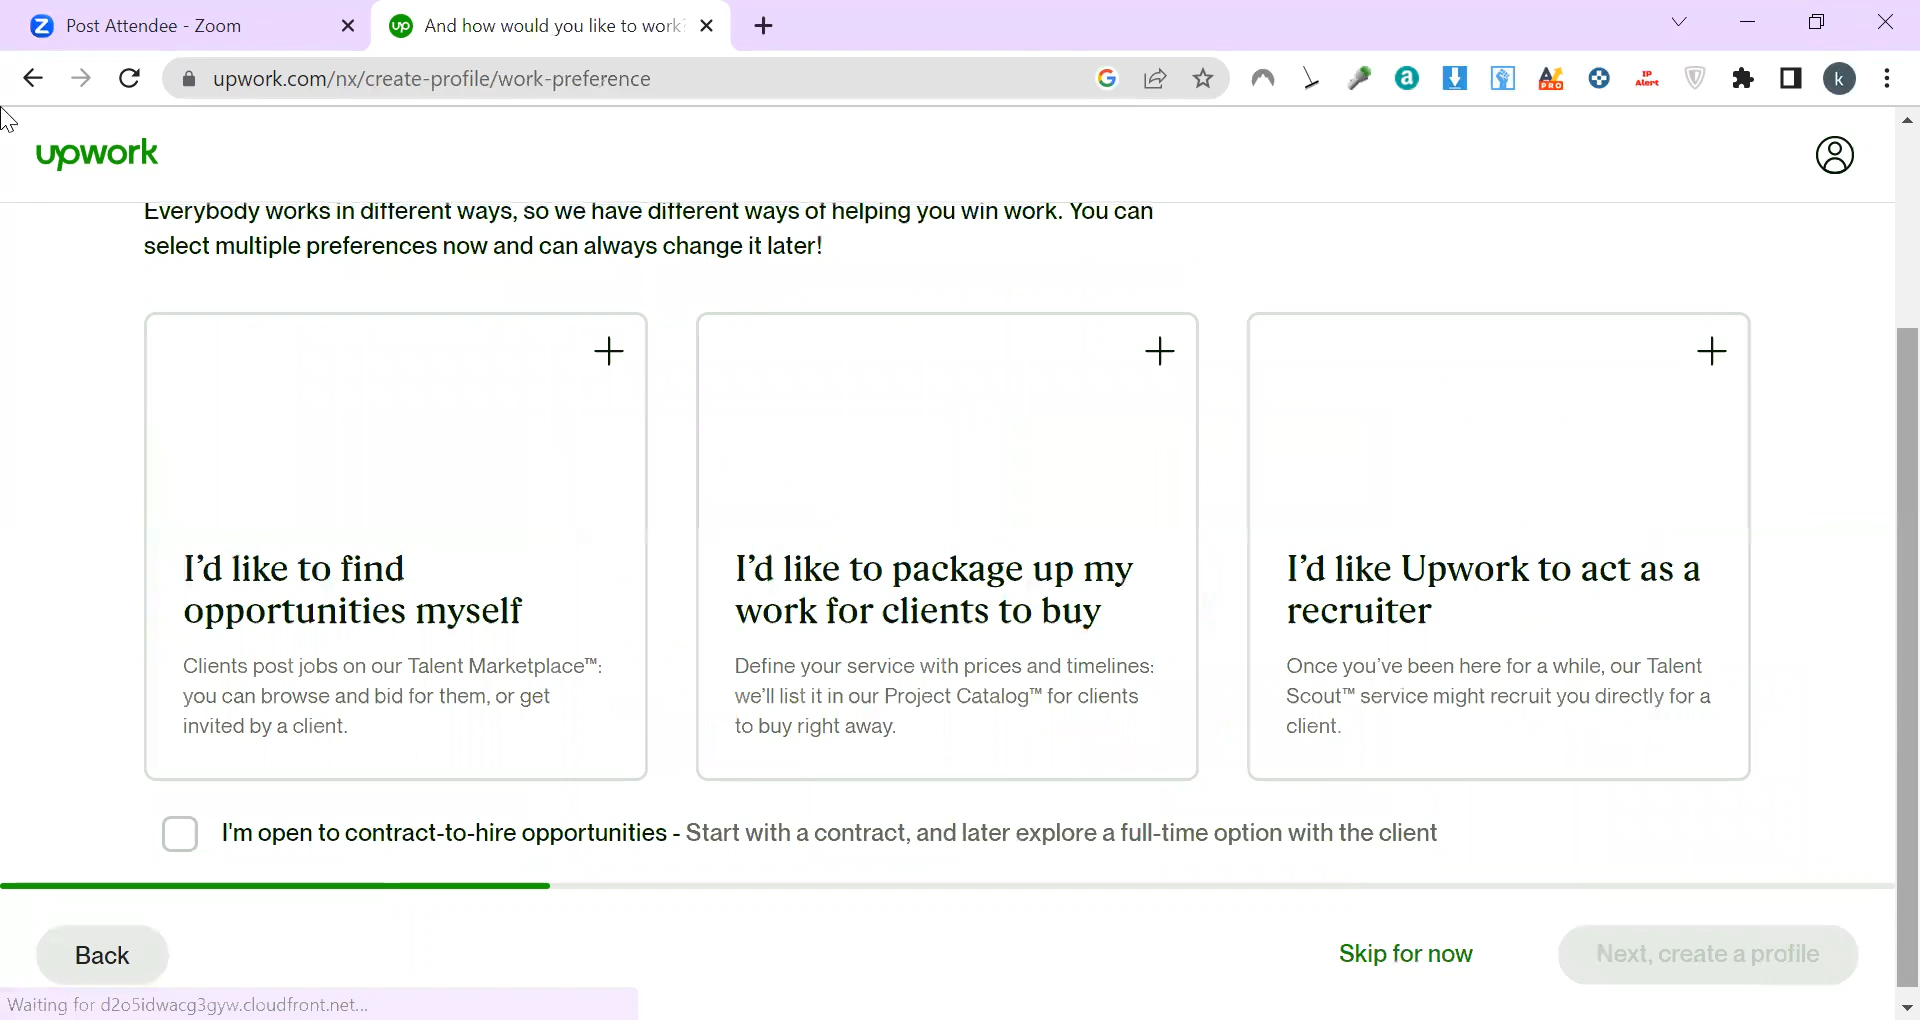 Post Attendee - Zoom
And how would you like to work?
upwork.com/nx/create-profile/work-preference
IP
Alert
PRO
k
upwork
Everybody works in different ways, so we have different ways of helping you win work. You can
select multiple preferences now and can always change it later!
I’d like to find
opportunities myself
Clients post jobs on our Talent Marketplace™:
you can browse and bid for them, or get
invited by a client.
I’d like to package up my
work for clients to buy
Define your service with prices and timelines:
we’ll list it in our Project Catalog™ for clients
to buy right away.
I’d like Upwork to act as a
recruiter
Once you’ve been here for a while, our Talent
Scout™ service might recruit you directly for a
client.
I'm open to contract-to-hire opportunities - Start with a contract, and later explore a full-time option with the client
Back
Skip for now
Next, create a profile
Waiting for d2o5idwacg3gyw.cloudfront.net...